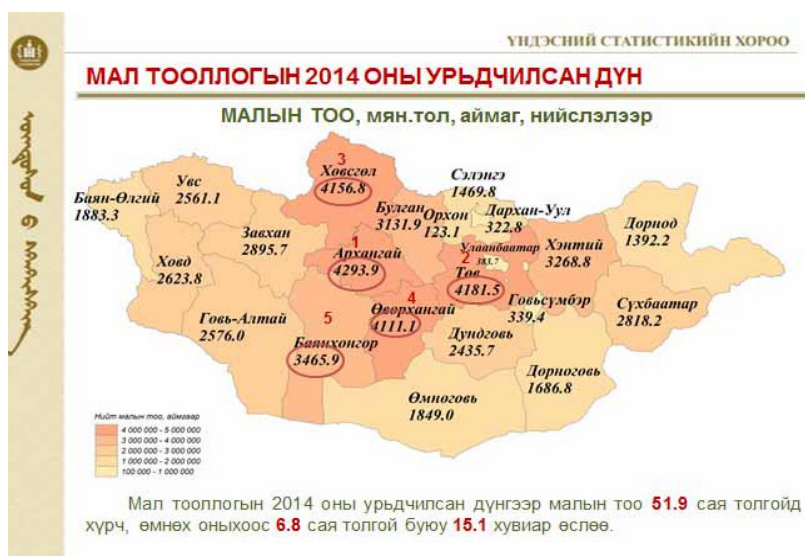 ҮНДЭСНИЙ СТАТИСТИКИЙН ХОРОО
МАЛ ТООЛЛОГЫН 2014 ОНЫ УРЬДЧИЛСАН ДҮН
МАЛЫН ТОО, мян.тол, аймаг, нийслэлээр
3
Хөвсгөл
4156.8
Сэлэнгэ
1469.8
Увс
2561.1
Баян-Өлгий
1883.3
Булган
3131.9
Орхон
123.1
Дархан-Уул
322.8
Дорнод
1392.2
Завхан
2895.7
1
Архангай
4293.9
Улаанбаатар
383.7
2
Төв
4181.5
Хэнтий
3268.8
Ховд
2623.8
Говь-Алтай
2576.0
5
Баянхонгор
3465.9
4
Өворхангай
4111.1
Говьсүмбэр
339.4
Сүхбаатар
2818.2
Дундговь
2435.7
Дорноговь
1686.8
Өмноговь
1849.0
Нийт малын тоо, аймгаар
4 000 000 - 5 000 000
3 000 000 - 4 000 000
2 000 000 - 3 000 000
1 000 000 - 2 000 000
100 000 - 1 000 000
Мал тооллогын 2014 оны урьдчилсан дүнгээр малын тоо 51.9 сая толгойд
хүрч, өмнөх оныхоос 6.8 сая толгой буюу 15.1 хувиар өслөө.